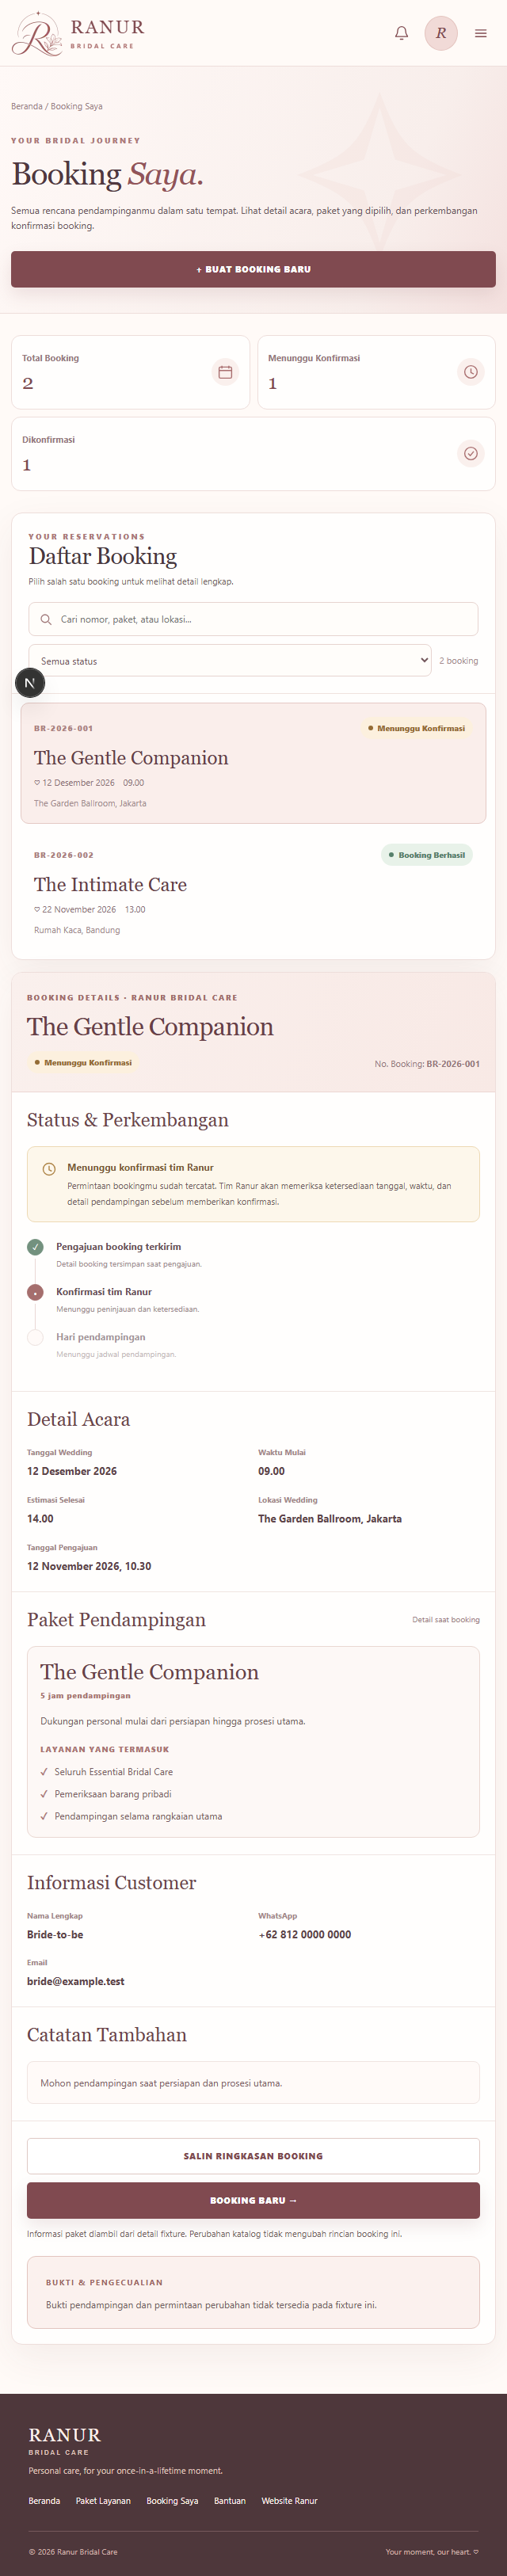 RANUR
BRIDAL CARE
R
Beranda / Booking Saya
YOUR BRIDAL JOURNEY
Booking Saya.
Semua rencana pendampinganmu dalam satu tempat. Lihat detail acara, paket yang dipilih, dan perkembangan
konfirmasi booking.
+ BUAT BOOKING BARU
Total Booking
2
Menunggu Konfirmasi
1
Dikonfirmasi
1
YOUR RESERVATIONS
Daftar Booking
Pilih salah satu booking untuk melihat detail lengkap.
Cari nomor, paket, atau lokasi...
Semua status
2 booking
N
BR-2026-001
Menunggu Konfirmasi
The Gentle Companion
♡ 12 Desember 2026 09.00
The Garden Ballroom, Jakarta
BR-2026-002
Booking Berhasil
The Intimate Care
♡ 22 November 2026 13.00
Rumah Kaca, Bandung
BOOKING DETAILS · RANUR BRIDAL CARE
The Gentle Companion
Menunggu Konfirmasi
No. Booking: BR-2026-001
Status & Perkembangan
Menunggu konfirmasi tim Ranur
Permintaan bookingmu sudah tercatat. Tim Ranur akan memeriksa ketersediaan tanggal, waktu, dan
detail pendampingan sebelum memberikan konfirmasi.
✓ Pengajuan booking terkirim
Detail booking tersimpan saat pengajuan.
Konfirmasi tim Ranur
Menunggu peninjauan dan ketersediaan.
Hari pendampingan
Menunggu jadwal pendampingan.
Detail Acara
Tanggal Wedding
12 Desember 2026
Waktu Mulai
09.00
Estimasi Selesai
14.00
Lokasi Wedding
The Garden Ballroom, Jakarta
Tanggal Pengajuan
12 November 2026, 10.30
Paket Pendampingan
Detail saat booking
The Gentle Companion
5 jam pendampingan
Dukungan personal mulai dari persiapan hingga prosesi utama.
LAYANAN YANG TERMASUK
✓ Seluruh Essential Bridal Care
✓ Pemeriksaan barang pribadi
✓ Pendampingan selama rangkaian utama
Informasi Customer
Nama Lengkap
Bride-to-be
WhatsApp
+62 812 0000 0000
Email
bride@example.test
Catatan Tambahan
Mohon pendampingan saat persiapan dan prosesi utama.
SALIN RINGKASAN BOOKING
BOOKING BARU →
Informasi paket diambil dari detail fixture. Perubahan katalog tidak mengubah rincian booking ini.
BUKTI & PENGECUALIAN
Bukti pendampingan dan permintaan perubahan tidak tersedia pada fixture ini.
RANUR
BRIDAL CARE
Personal care, for your once-in-a-lifetime moment.
Beranda Paket Layanan Booking Saya Bantuan Website Ranur
© 2026 Ranur Bridal Care
Your moment, our heart. ♡